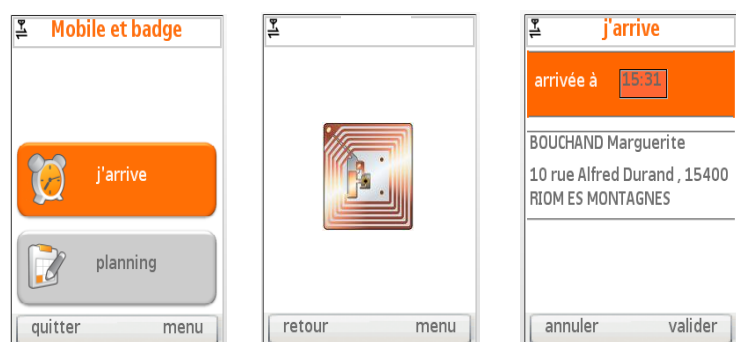 Mobile et badge
j'arrive
planning
quitter menu
retour menu
j'arrive
arrivée à 15:31
BOUCHAND Marguerite
10 rue Alfred Durand , 15400
RIOM ES MONTAGNES
annuler valider